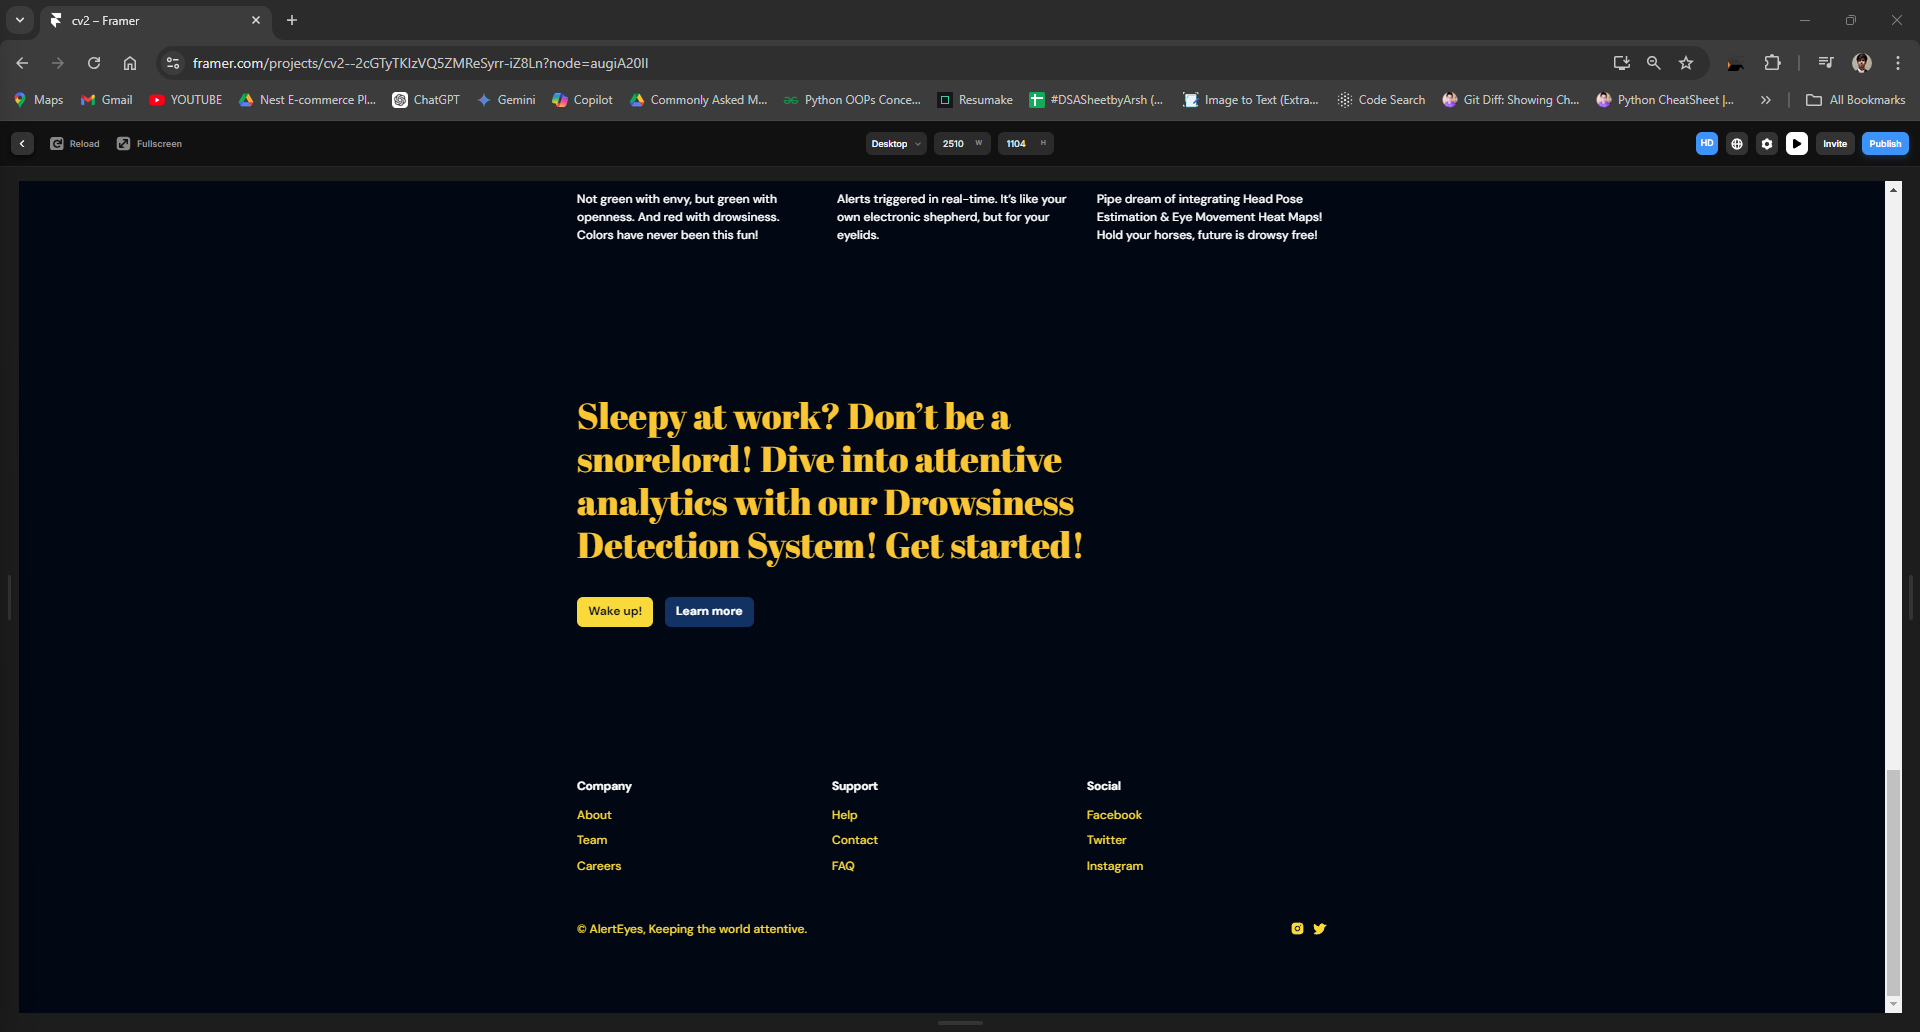 cv2 – Framer
framer.com/projects/cv2--2cGTyTKIzVQ5ZMReSyrr-iZ8Ln?node=augiA20Il
Maps Gmail YOUTUBE Nest E-commerce Pl... ChatGPT Gemini Copilot Commonly Asked M... Python OOPs Conce... Resumake #DSASheetbyArsh (... Image to Text (Extra... Code Search Git Diff: Showing Ch... Python CheatSheet |... All Bookmarks
Reload Fullscreen Desktop 2510 W 1104 H HD Invite Publish
Not green with envy, but green with
openness. And red with drowsiness.
Colors have never been this fun!
Alerts triggered in real-time. It's like your
own electronic shepherd, but for your
eyelids.
Pipe dream of integrating Head Pose
Estimation & Eye Movement Heat Maps!
Hold your horses, future is drowsy free!
Sleepy at work? Don't be a
snorelord! Dive into attentive
analytics with our Drowsiness
Detection System! Get started!
Wake up! Learn more
Company
About
Team
Careers
Support
Help
Contact
FAQ
Social
Facebook
Twitter
Instagram
© AlertEyes, Keeping the world attentive.